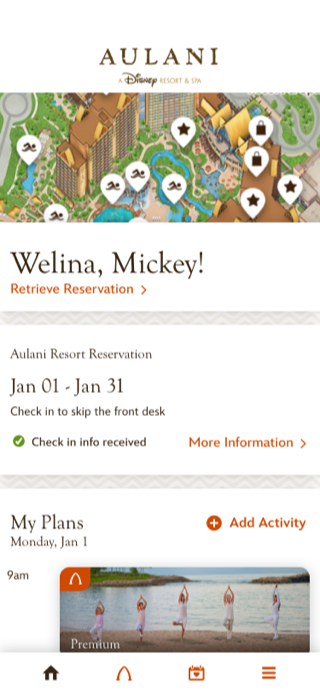 AULANI
A Disney RESORT & SPA
Welina, Mickey!
Retrieve Reservation >
Aulani Resort Reservation
Jan 01 - Jan 31
Check in to skip the front desk
Check in info received
More Information >
My Plans
Add Activity
Monday, Jan 1
9am
Premium